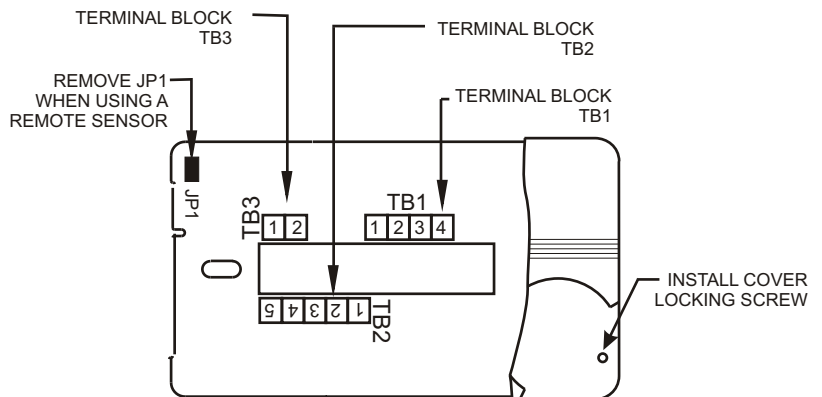 TERMINAL BLOCK
TB3
TERMINAL BLOCK
TB2
REMOVE JP1
WHEN USING A
REMOTE SENSOR
TERMINAL BLOCK
TB1
JP1
TB3
1 2
TB1
1 2 3 4
5 4 3 2 1
TB2
INSTALL COVER
LOCKING SCREW